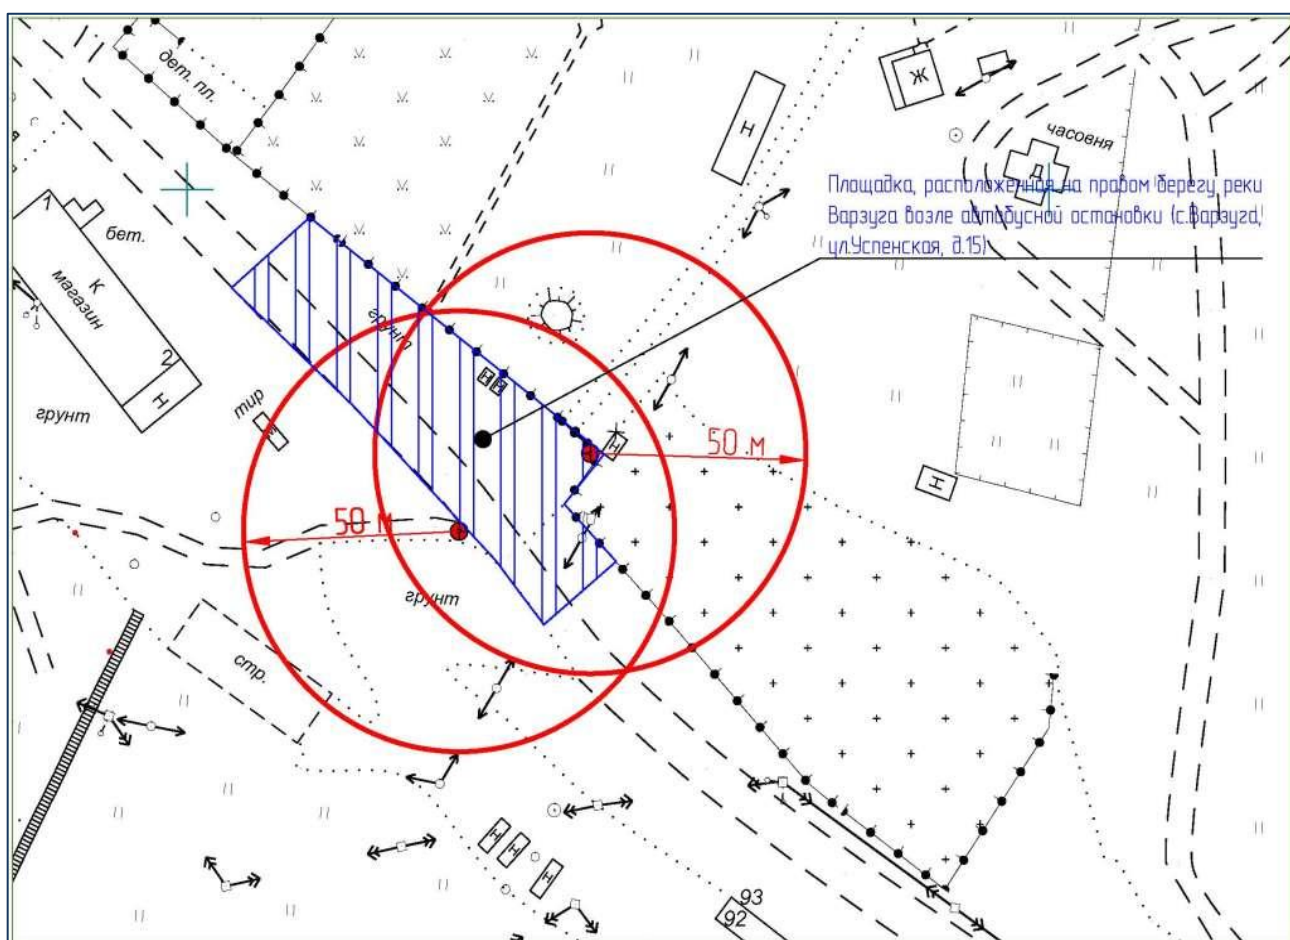 дет. пл.
Ж
Н
часовня
Д
Площадка, расположенная на правом берегу реки
Варзуга возле автобусной остановки (с.Варзуга,
ул.Успенская, д.15)
1
бет.
К
магазин
2
Н
грунт
грунт
тир
Н
Н
Н
50 м
Н
50 м
грунт
стр.
Н
Н
Н
93
92